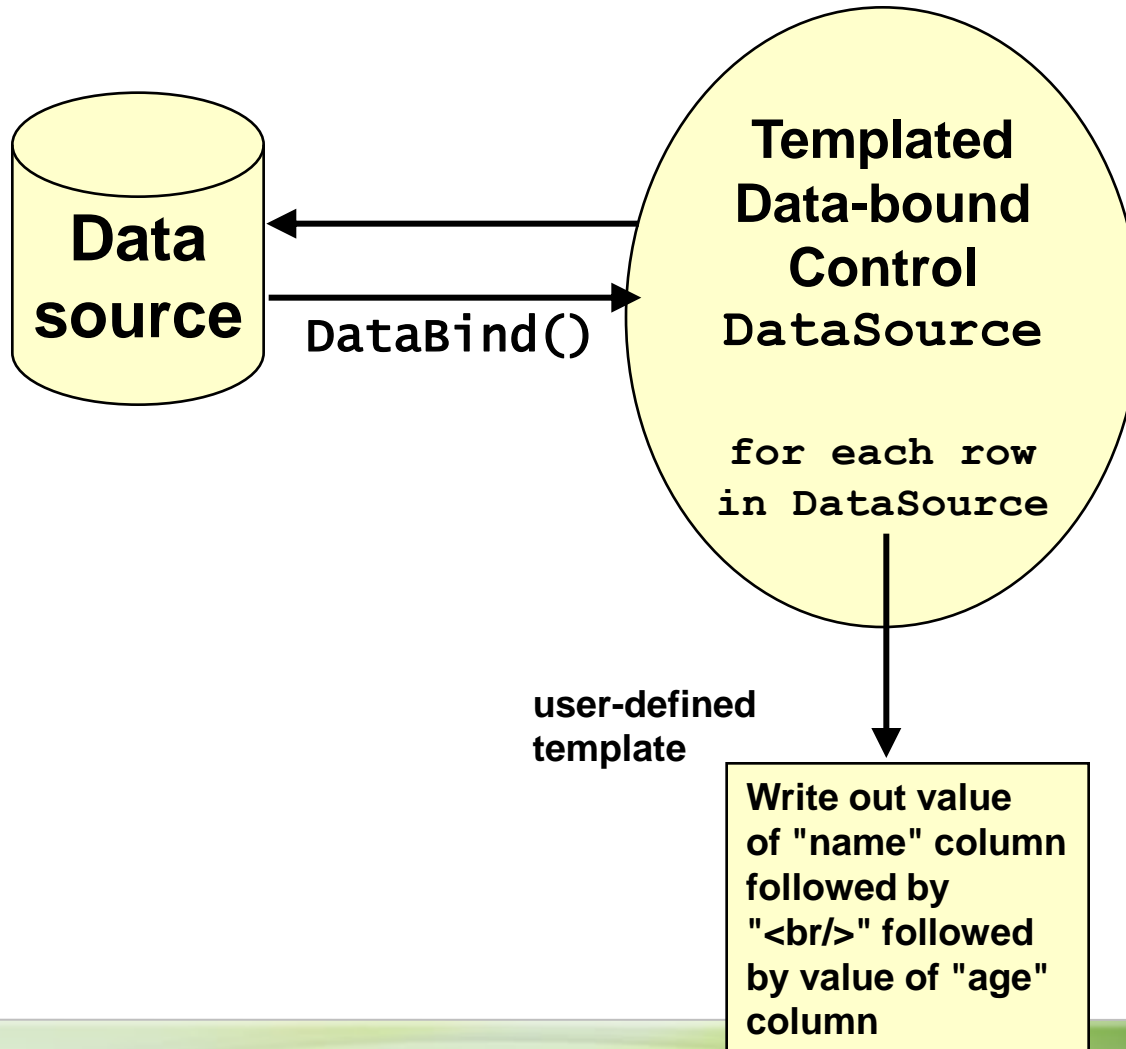 Data
source
DataBind()
Templated
Data-bound
Control
DataSource
for each row
in DataSource
user-defined
template
Write out value
of "name" column
followed by
"<br/>" followed
by value of "age"
column